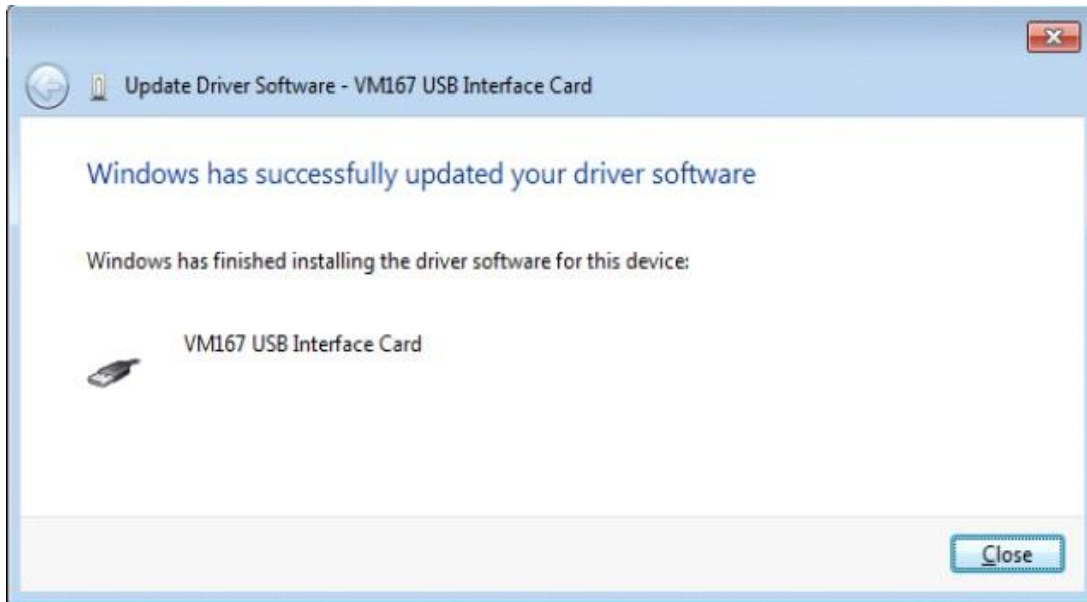 Update Driver Software - VM167 USB Interface Card
Windows has successfully updated your driver software
Windows has finished installing the driver software for this device:
VM167 USB Interface Card
Close